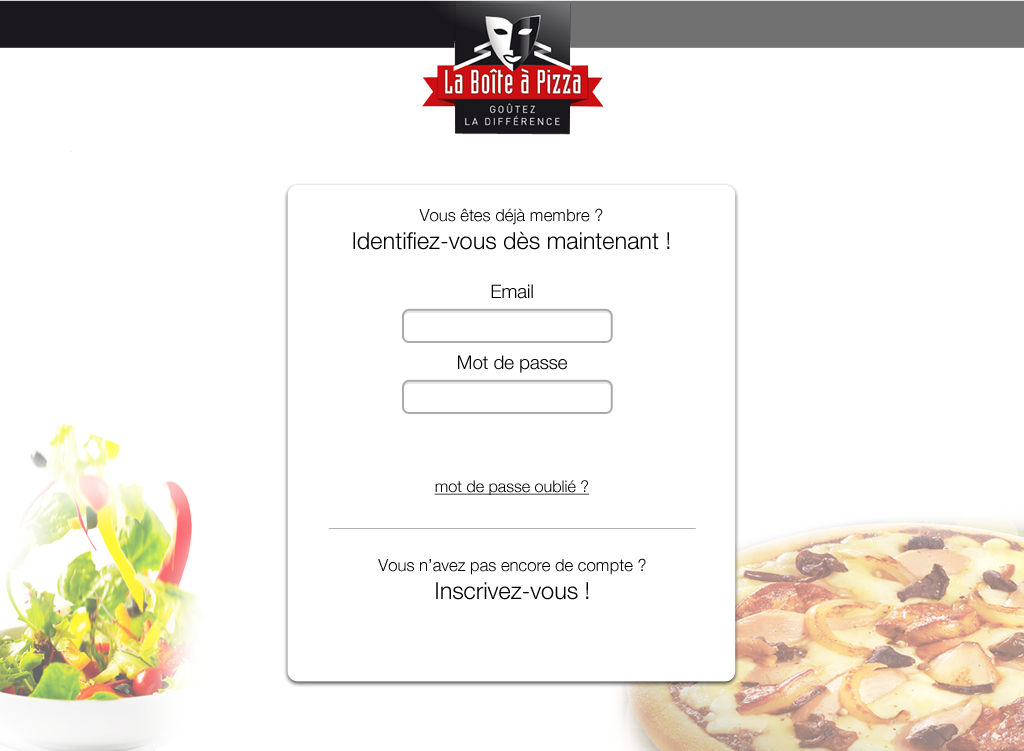 La Boîte à Pizza
GOÛTEZ
LA DIFFÉRENCE
Vous êtes déjà membre ?
Identifiez-vous dès maintenant !
Email
Mot de passe
mot de passe oublié ?
Vous n’avez pas encore de compte ?
Inscrivez-vous !